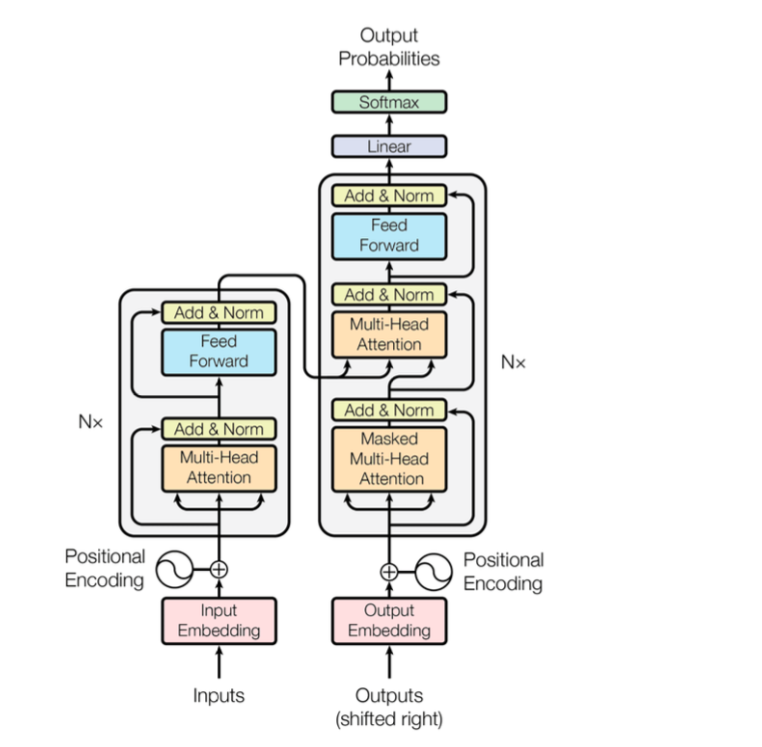 Output
Probabilities
Softmax
Linear
Add & Norm
Feed
Forward
Add & Norm
Multi-Head
Attention
Add & Norm
Masked
Multi-Head
Attention
Nx
Positional
Encoding
Output
Embedding
Outputs
(shifted right)
Add & Norm
Feed
Forward
Add & Norm
Multi-Head
Attention
Nx
Positional
Encoding
Input
Embedding
Inputs